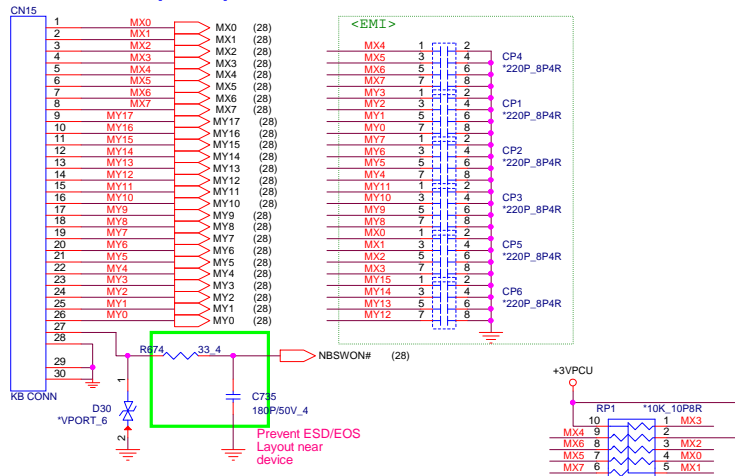 CN15
1 MX0 MX0 (28)
2 MX1 MX1 (28)
3 MX2 MX2 (28)
4 MX3 MX3 (28)
5 MX4 MX4 (28)
6 MX5 MX5 (28)
7 MX6 MX6 (28)
8 MX7 MX7 (28)
9 MY17 MY17 (28)
10 MY16 MY16 (28)
11 MY15 MY15 (28)
12 MY14 MY14 (28)
13 MY13 MY13 (28)
14 MY12 MY12 (28)
15 MY11 MY11 (28)
16 MY10 MY10 (28)
17 MY9 MY9 (28)
18 MY8 MY8 (28)
19 MY7 MY7 (28)
20 MY6 MY6 (28)
21 MY5 MY5 (28)
22 MY4 MY4 (28)
23 MY3 MY3 (28)
24 MY2 MY2 (28)
25 MY1 MY1 (28)
26 MY0 MY0 (28)
27
28
29
30
KB CONN
R674 33_4
NBSWON# (28)
1
D30
*VPORT_6
2
C735
180P/50V_4
Prevent ESD/EOS
Layout near
device
<EMI>
MX4 1 2
MX5 3 4 CP4
MX6 5 6 *220P_8P4R
MX7 7 8
MY3 1 2
MY2 3 4 CP1
MY1 5 6 *220P_8P4R
MY0 7 8
MY7 1 2
MY6 3 4 CP2
MY5 5 6 *220P_8P4R
MY4 7 8
MY11 1 2
MY10 3 4 CP3
MY9 5 6 *220P_8P4R
MY8 7 8
MX0 1 2
MX1 3 4 CP5
MX2 5 6 *220P_8P4R
MX3 7 8
MY15 1 2
MY14 3 4 CP6
MY13 5 6 *220P_8P4R
MY12 7 8
+3VPCU
RP1 *10K_10P8R
10 1 MX3
MX4 9 2
MX6 8 3 MX2
MX5 7 4 MX0
MX7 6 5 MX1